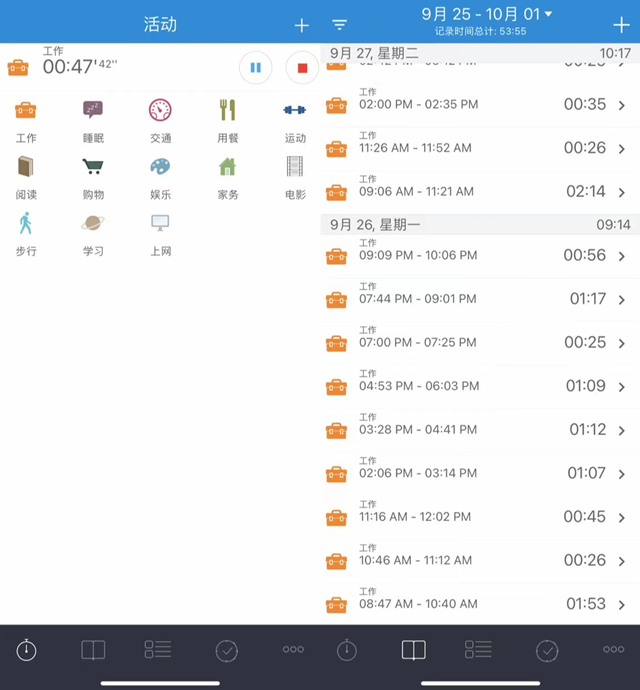 活动
工作
00:47'42''
工作
睡眠
交通
用餐
运动
阅读
购物
娱乐
家务
电影
步行
学习
上网
9月 25 - 10月 01
记录时间总计: 53:55
9月 27, 星期二 10:17
工作
02:00 PM - 02:35 PM 00:35
工作
11:26 AM - 11:52 AM 00:26
工作
09:06 AM - 11:21 AM 02:14
9月 26, 星期一 09:14
工作
09:09 PM - 10:06 PM 00:56
工作
07:44 PM - 09:01 PM 01:17
工作
07:00 PM - 07:25 PM 00:25
工作
04:53 PM - 06:03 PM 01:09
工作
03:28 PM - 04:41 PM 01:12
工作
02:06 PM - 03:14 PM 01:07
工作
11:16 AM - 12:02 PM 00:45
工作
10:46 AM - 11:12 AM 00:26
工作
08:47 AM - 10:40 AM 01:53